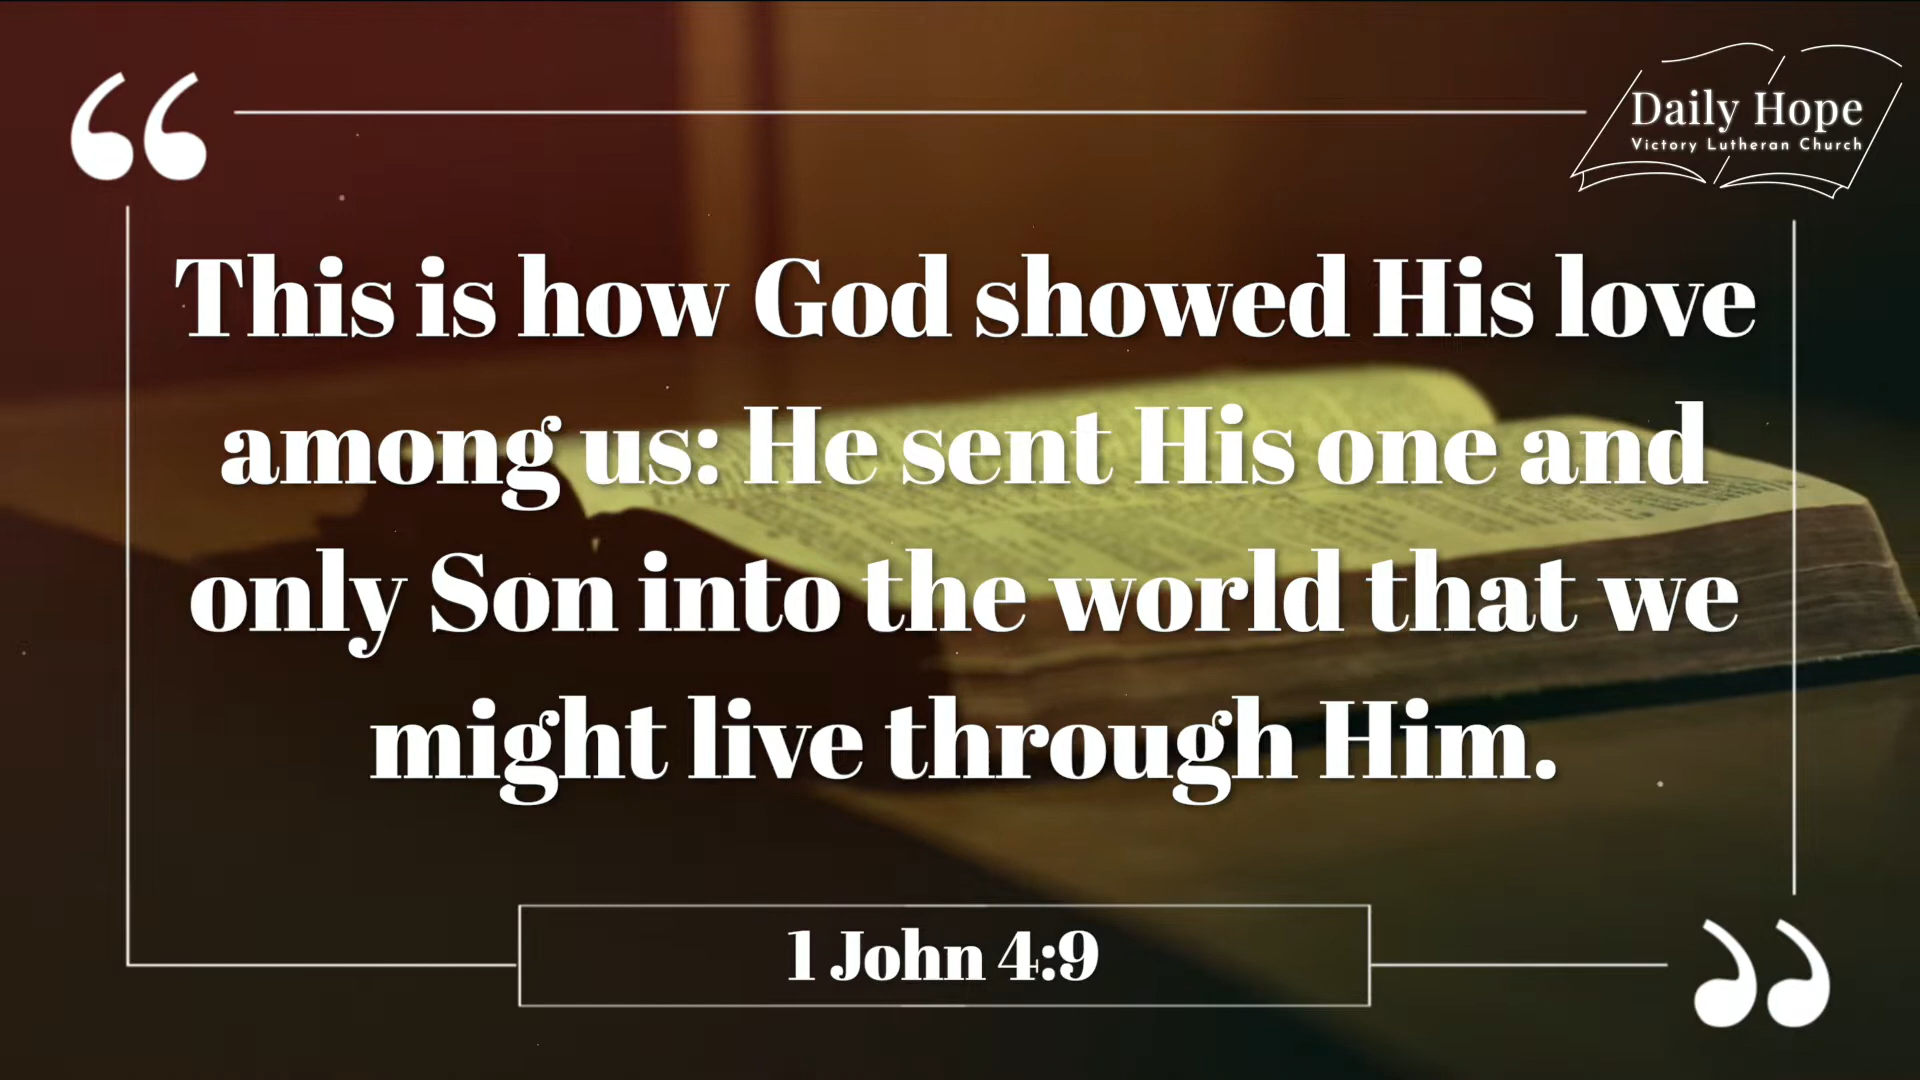 Daily Hope
Victory Lutheran Church
“
This is how God showed His love
among us: He sent His one and
only Son into the world that we
might live through Him.
1 John 4:9
”